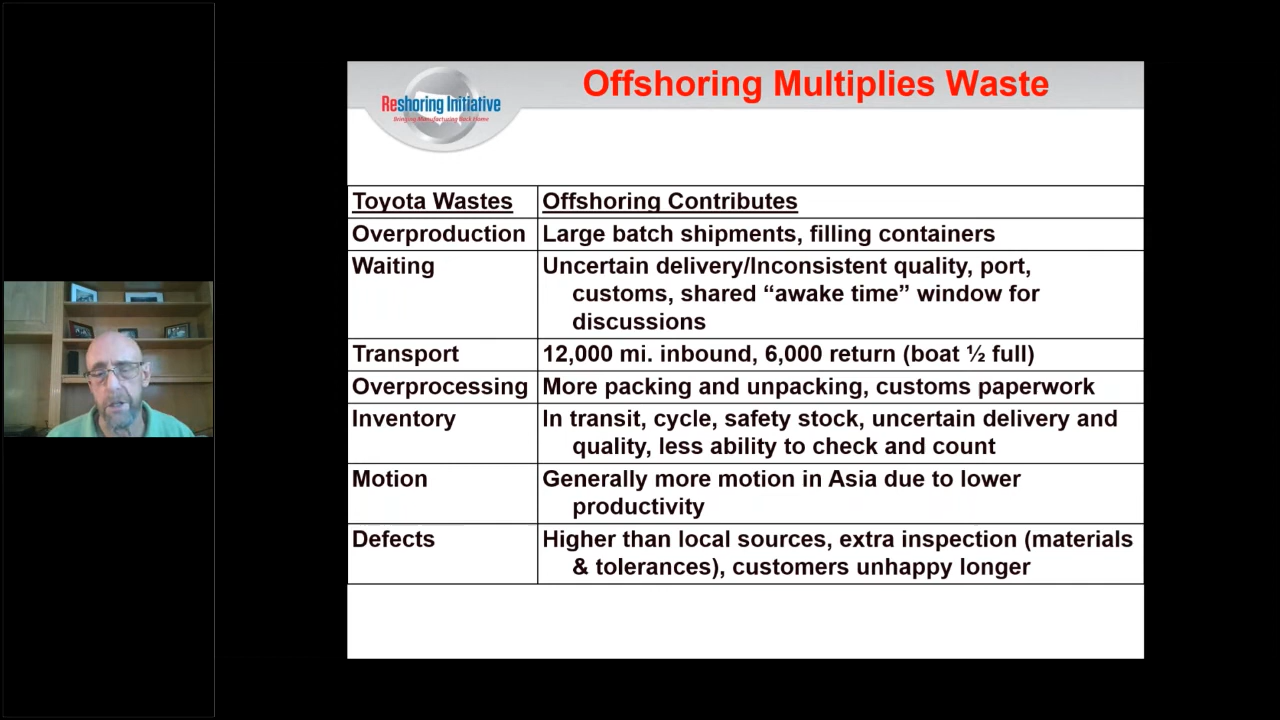 Offshoring Multiplies Waste
Reshoring Initiative
Bringing Manufacturing Back Home
Toyota Wastes Offshoring Contributes
Overproduction Large batch shipments, filling containers
Waiting Uncertain delivery/Inconsistent quality, port,
customs, shared “awake time” window for
discussions
Transport 12,000 mi. inbound, 6,000 return (boat ½ full)
Overprocessing More packing and unpacking, customs paperwork
Inventory In transit, cycle, safety stock, uncertain delivery and
quality, less ability to check and count
Motion Generally more motion in Asia due to lower
productivity
Defects Higher than local sources, extra inspection (materials
& tolerances), customers unhappy longer